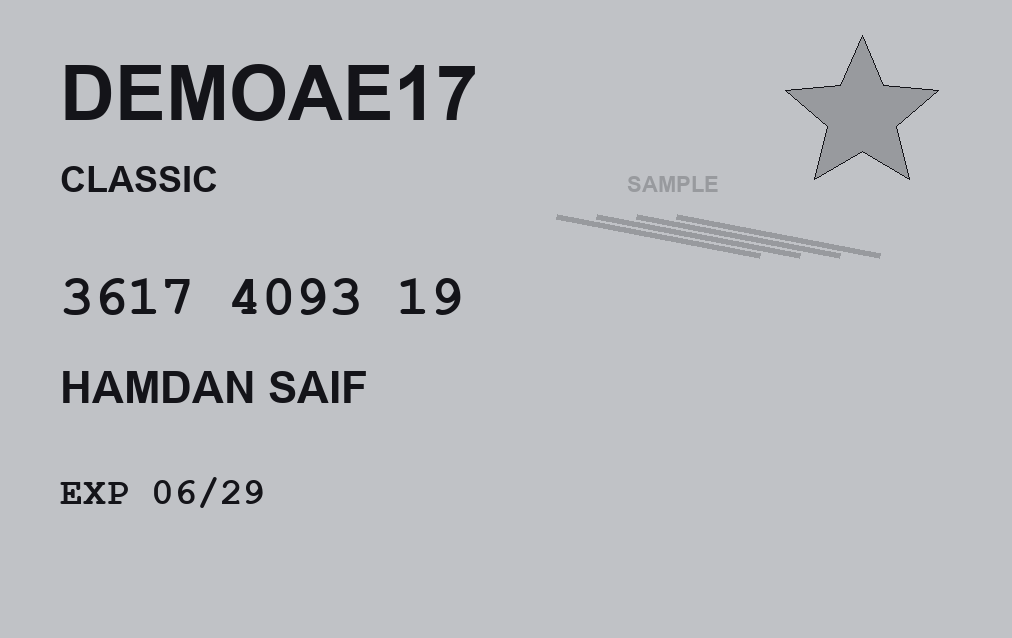 DEMOAE17
CLASSIC
SAMPLE
3617 4093 19
HAMDAN SAIF
EXP 06/29